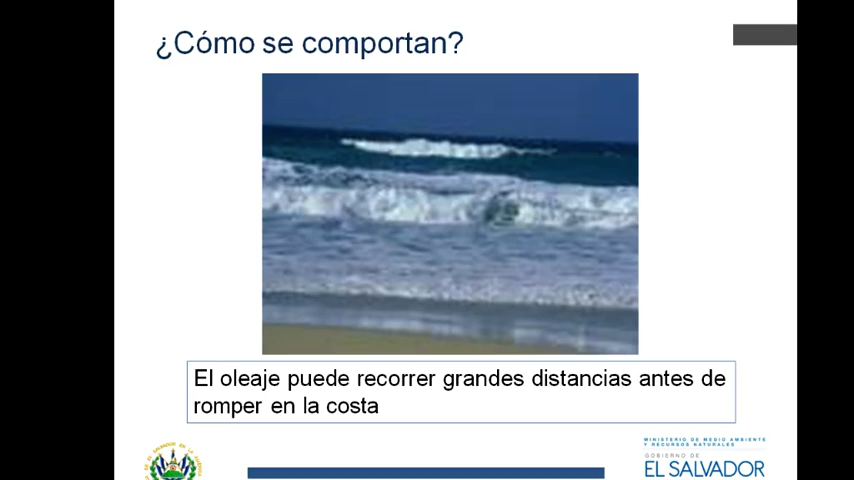 ¿Cómo se comportan?
El oleaje puede recorrer grandes distancias antes de
romper en la costa
MINISTERIO DE MEDIO AMBIENTE
Y RECURSOS NATURALES
GOBIERNO DE
EL SALVADOR